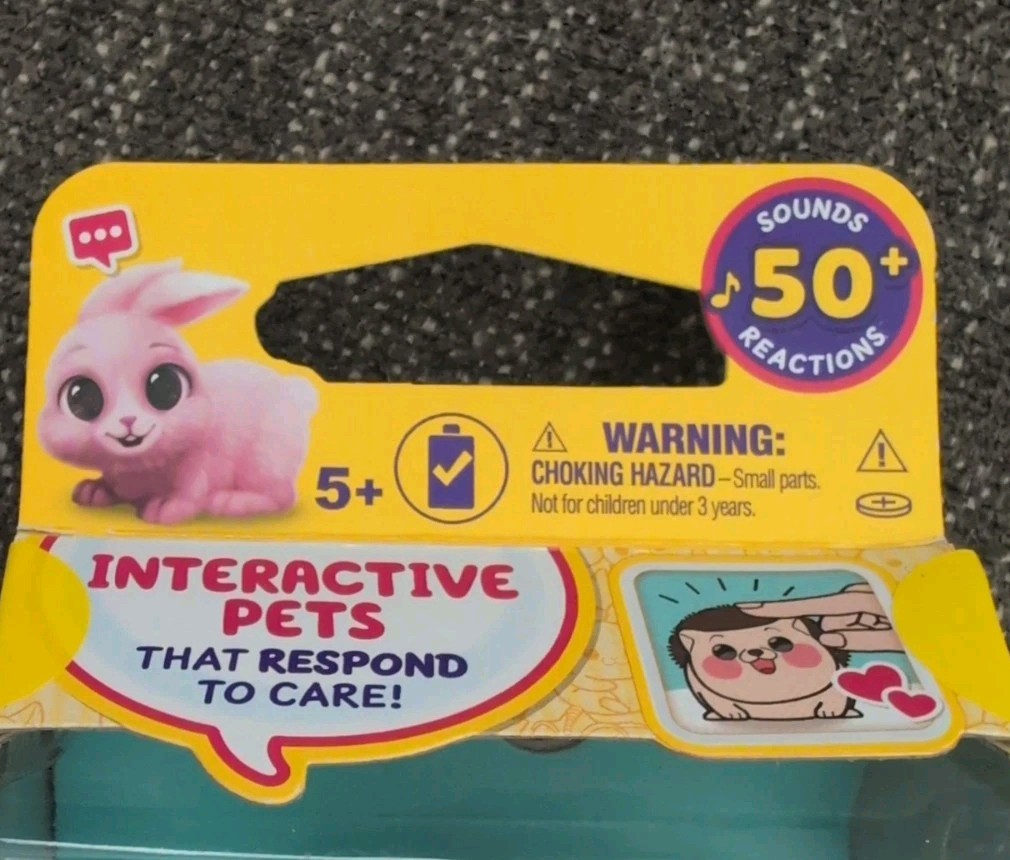 SOUNDS
50+
REACTIONS
5+
WARNING:
CHOKING HAZARD – Small parts.
Not for children under 3 years.
INTERACTIVE
PETS
THAT RESPOND
TO CARE!